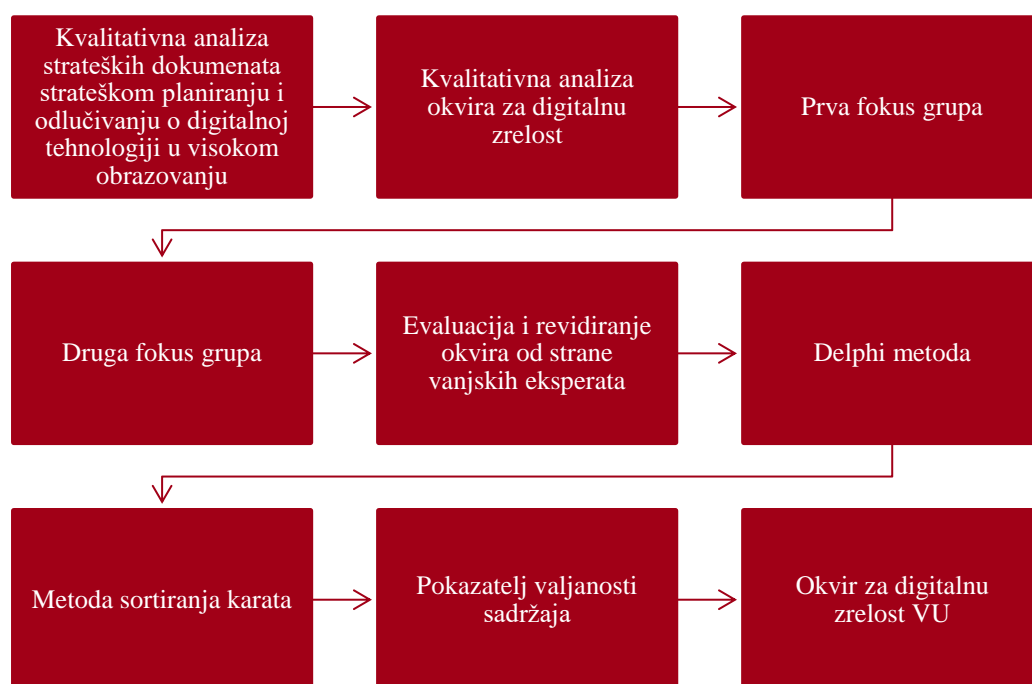 Kvalitativna analiza
strateških dokumenata
strateškom planiranju i
odlučivanju o digitalnoj
tehnologiji u visokom
obrazovanju
Kvalitativna analiza
okvira za digitalnu
zrelost
Prva fokus grupa
Druga fokus grupa
Evaluacija i revidiranje
okvira od strane
vanjskih eksperata
Delphi metoda
Metoda sortiranja karata
Pokazatelj valjanosti
sadržaja
Okvir za digitalnu
zrelost VU